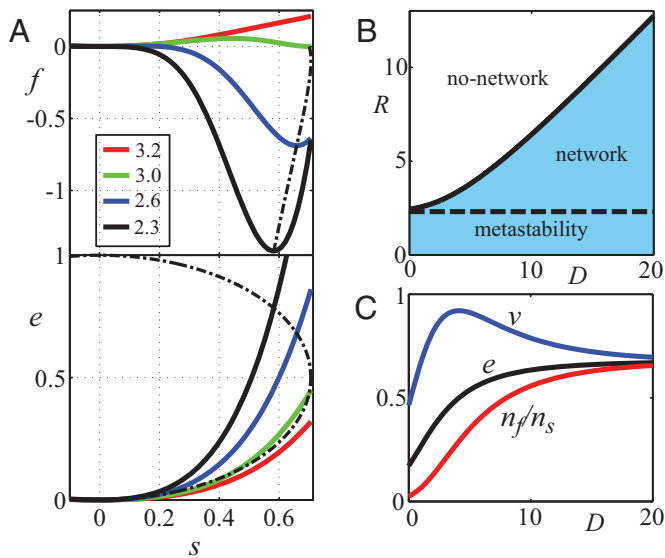 A
0
f
-0.5
-1
3.2
3.0
2.6
2.3
1
e
0.5
0
0 0.2 0.4 0.6
s
B
10
R
5
0
no-network
network
metastability
0 10 D 20
C
1
0.5
0
v
e
n_f/n_s
0 10 D 20